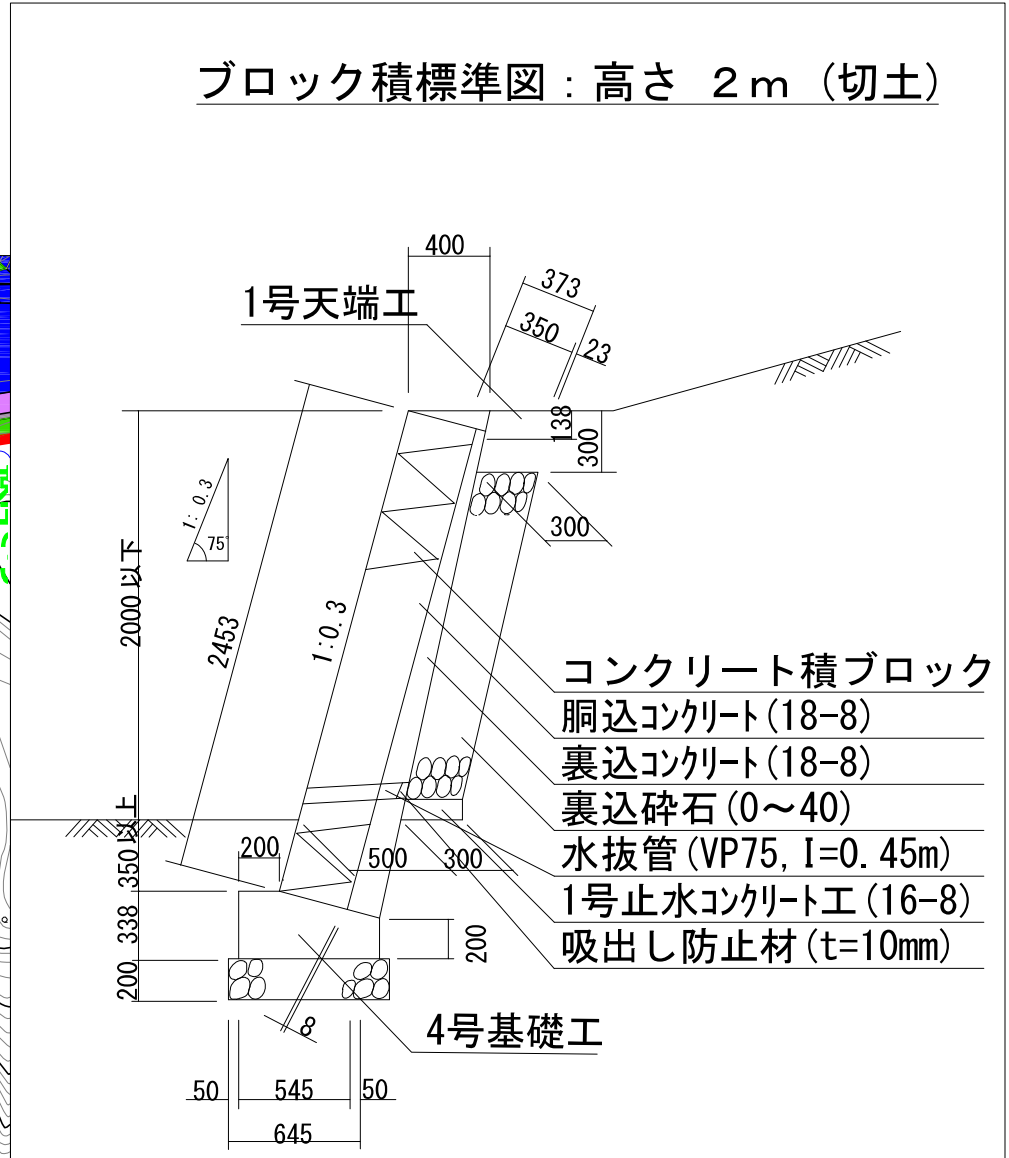 ブロック積標準図：高さ 2m (切土)
400
373
350
23
1号天端工
138
300
300
1:0.3
75°
2000以下
2453
1:0.3
コンクリート積ブロック
胴込コンクリート(18-8)
裏込コンクリート(18-8)
裏込砕石(0～40)
水抜管(VP75, I=0.45m)
1号止水コンクリート工(16-8)
吸出し防止材(t=10mm)
350以上
200
500
300
338
200
200
8
4号基礎工
50
545
50
645